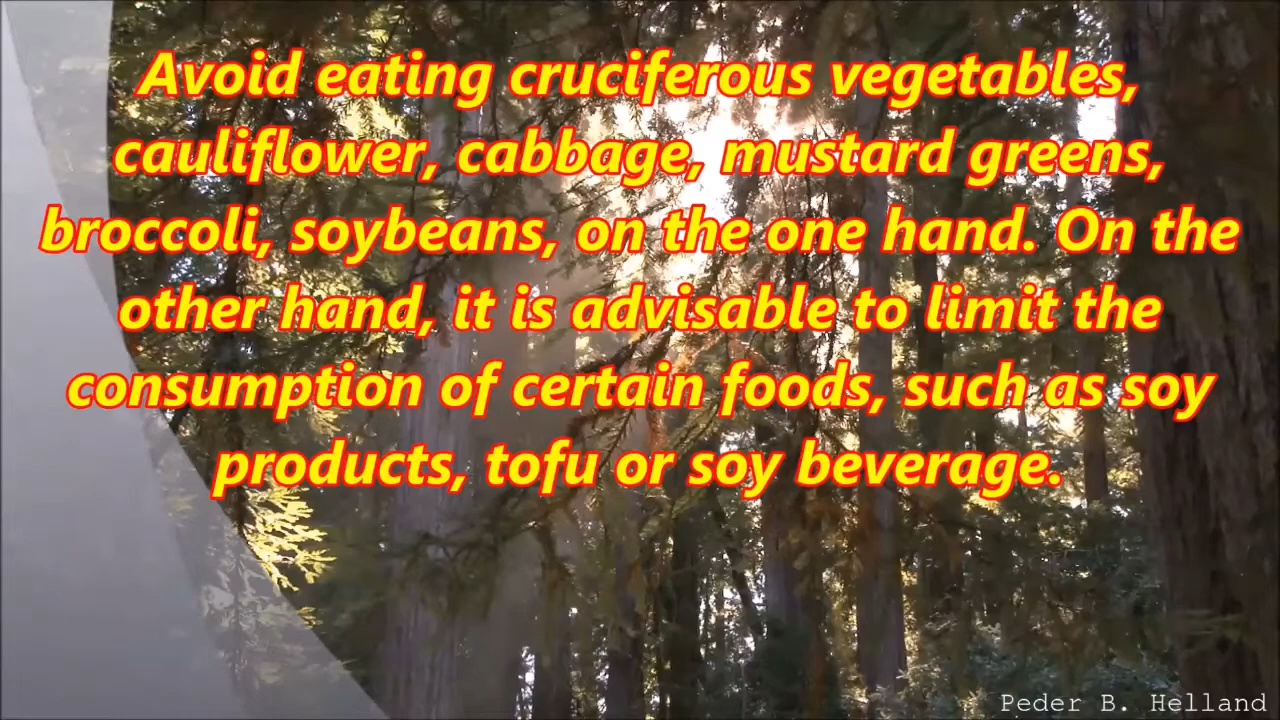 Avoid eating cruciferous vegetables,
cauliflower, cabbage, mustard greens,
broccoli, soybeans, on the one hand. On the
other hand, it is advisable to limit the
consumption of certain foods, such as soy
products, tofu or soy beverage.
Peder B. Helland